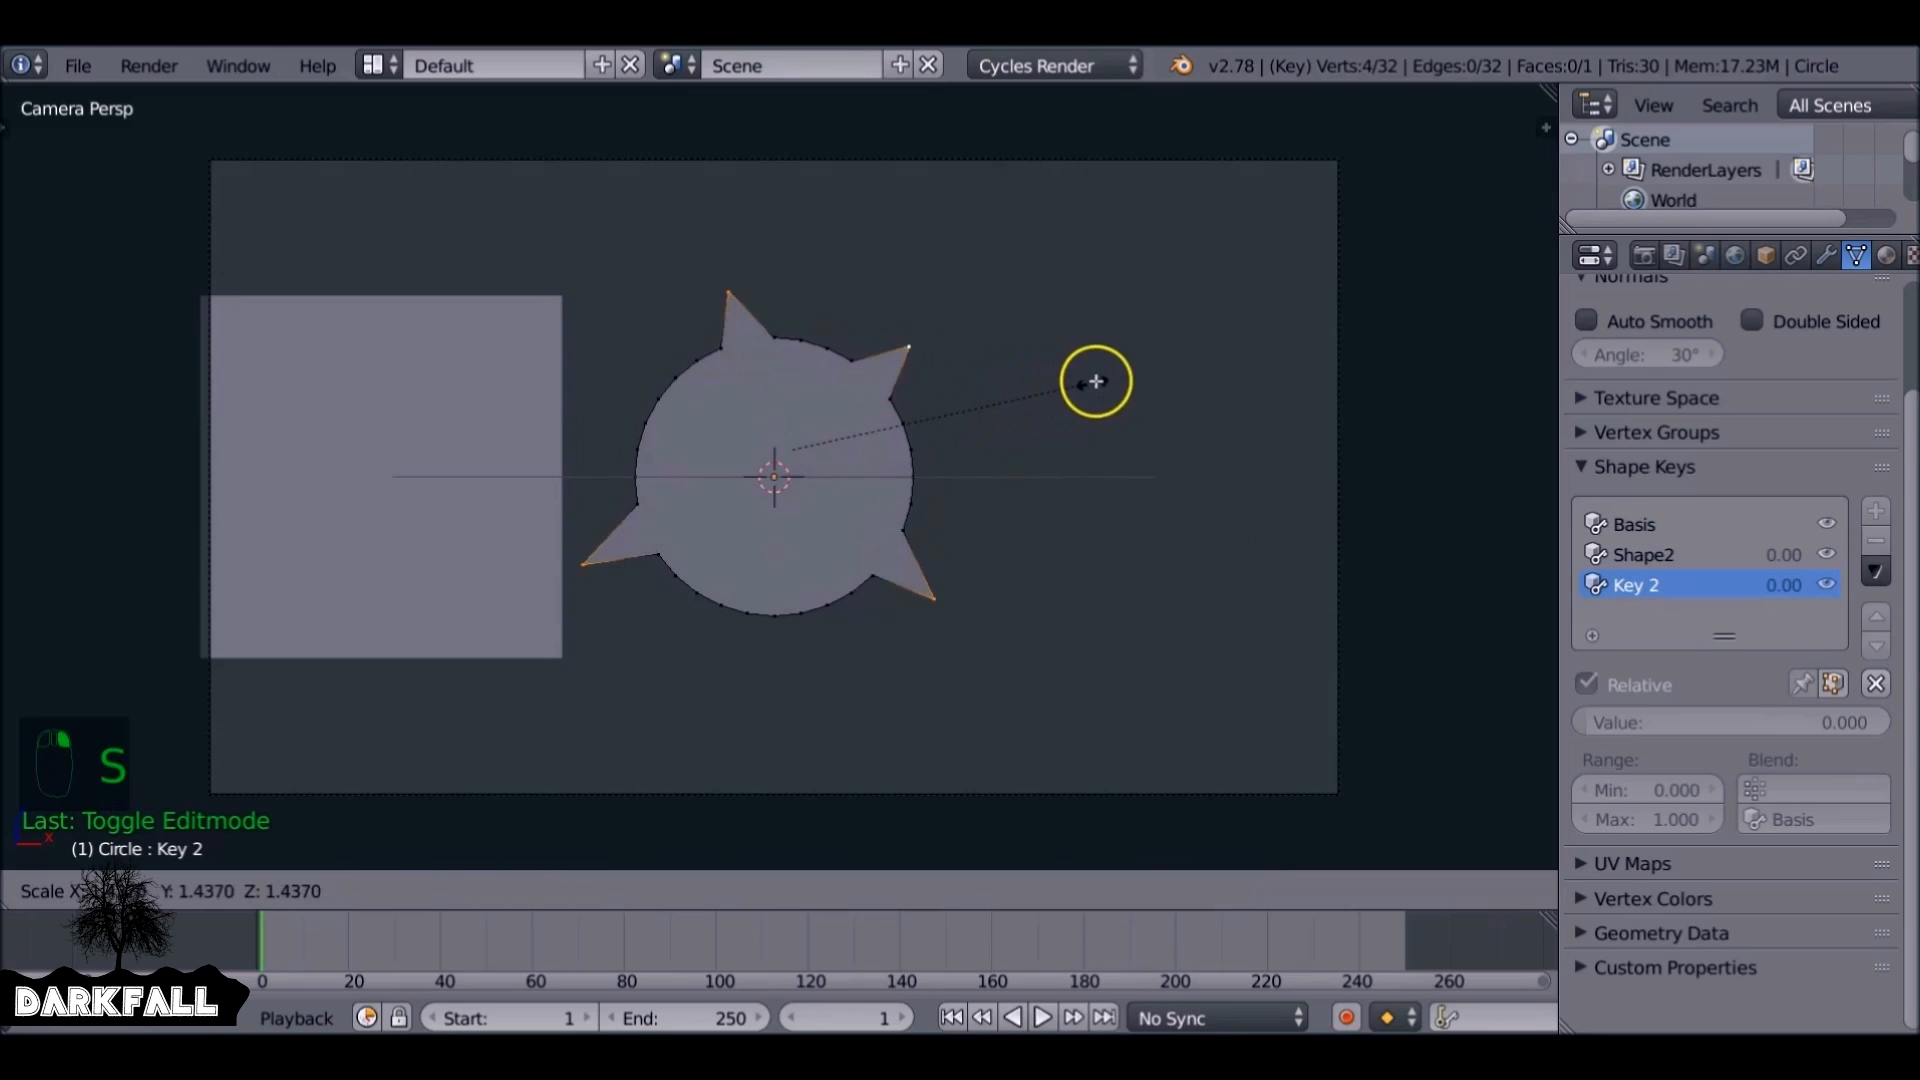 File Render Window Help Default Scene Cycles Render v2.78 | (Key) Verts:4/32 | Edges:0/32 | Faces:0/1 | Tris:30 | Mem:17.23M | Circle
Camera Persp
View Search All Scenes
Scene
RenderLayers
World
Normals
Auto Smooth Double Sided
Angle: 30°
Texture Space
Vertex Groups
Shape Keys
Basis
Shape2 0.00
Key 2 0.00
Relative
Value: 0.000
Range: Blend:
Min: 0.000
Max: 1.000 Basis
UV Maps
Vertex Colors
Geometry Data
Custom Properties
S
Last: Toggle Editmode
x
(1) Circle : Key 2
Scale X: Y: 1.4370 Z: 1.4370
0 20 40 60 80 100 120 140 160 180 200 220 240 260
DARKFALL
Playback Start: 1 End: 250 1 No Sync